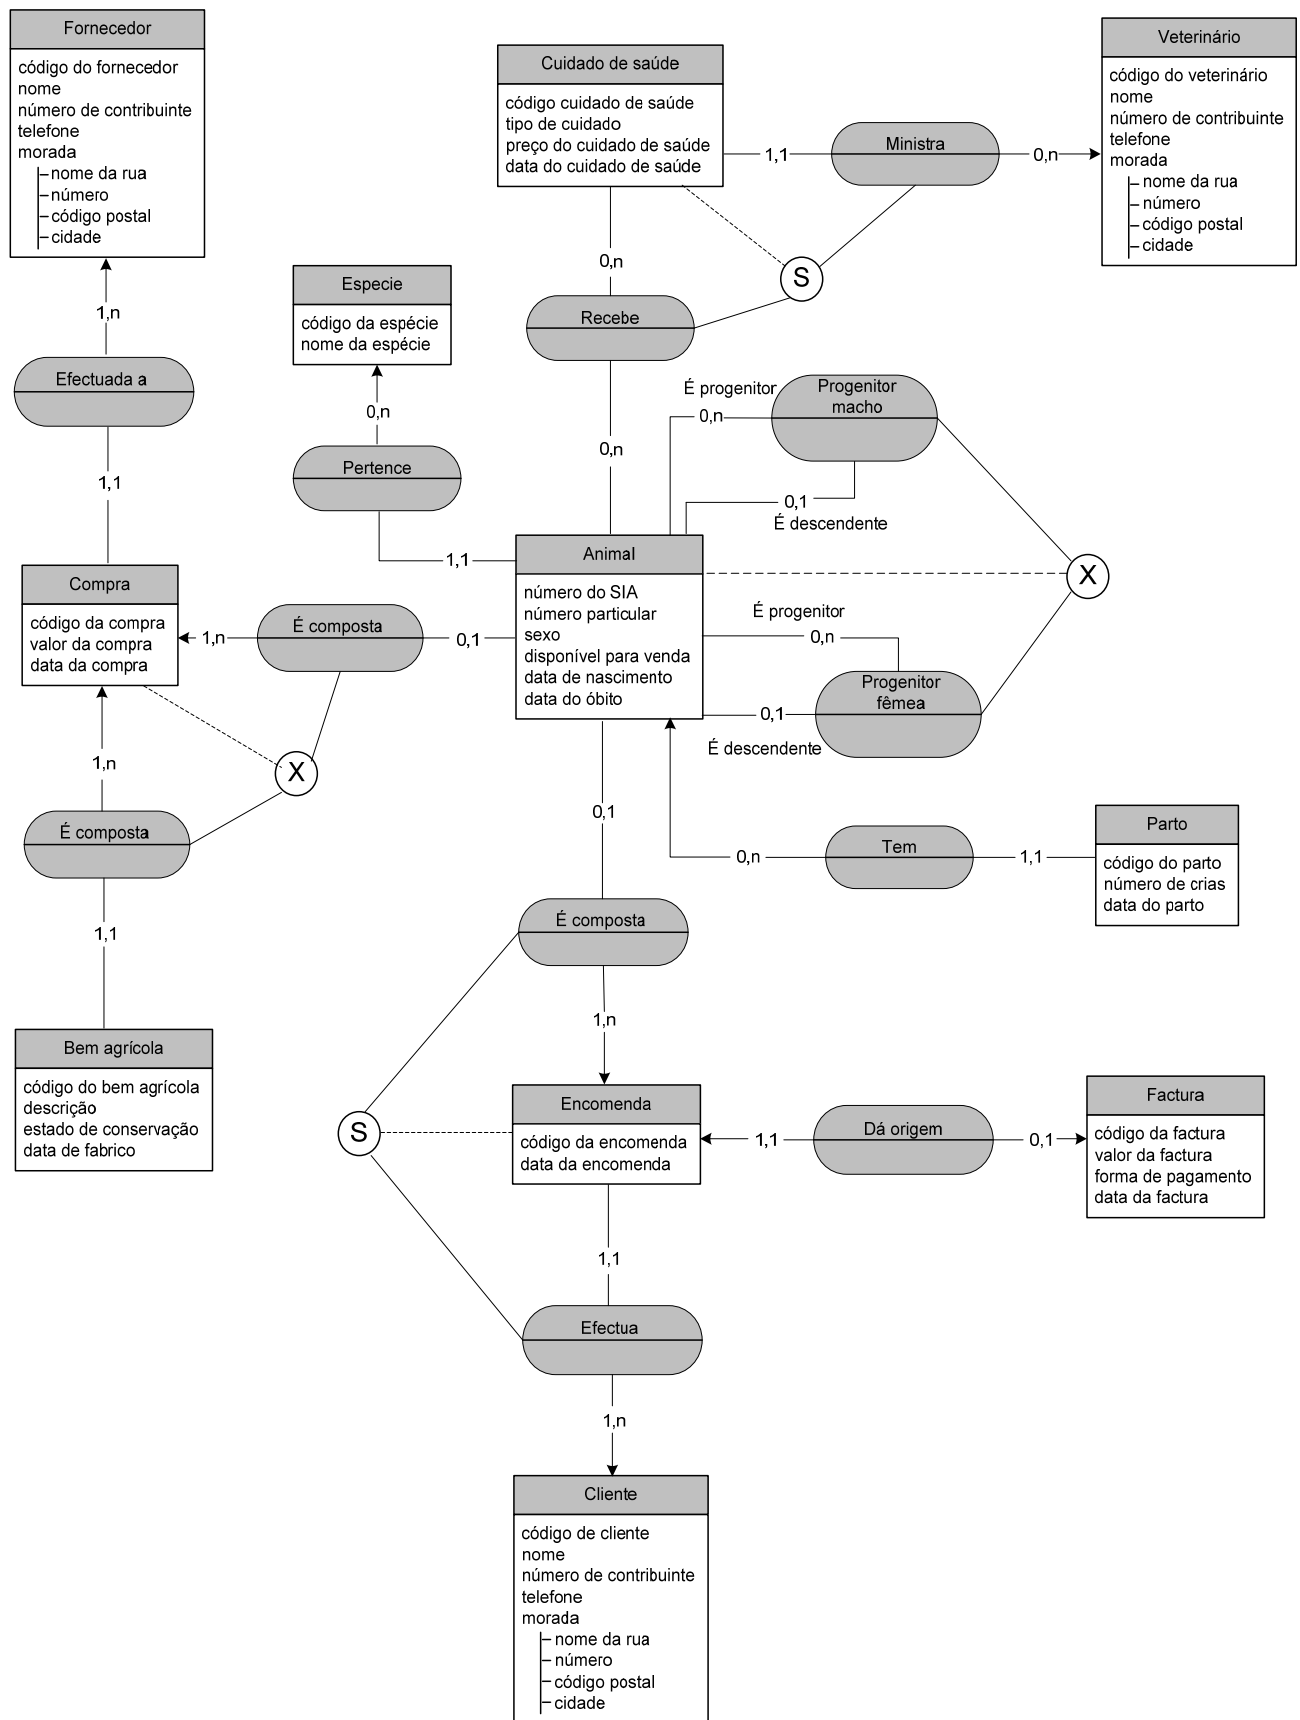 Fornecedor
código do fornecedor
nome
número de contribuinte
telefone
morada
nome da rua
número
código postal
cidade
1,n
Efectuada a
1,1
Cuidado de saúde
código cuidado de saúde
tipo de cuidado
preço do cuidado de saúde
data do cuidado de saúde
1,1
Ministra
0,n
Veterinário
código do veterinário
nome
número de contribuinte
telefone
morada
nome da rua
número
código postal
cidade
S
0,n
Recebe
0,n
Especie
código da espécie
nome da espécie
0,n
Pertence
1,1
É progenitor
0,n
Progenitor
macho
0,1
É descendente
X
Animal
número do SIA
número particular
sexo
disponível para venda
data de nascimento
data do óbito
É progenitor
0,n
Progenitor
fêmea
0,1
É descendente
Compra
código da compra
valor da compra
data da compra
1,n
É composta
0,1
X
1,n
É composta
1,1
Bem agrícola
código do bem agrícola
descrição
estado de conservação
data de fabrico
0,n
Tem
1,1
Parto
código do parto
número de crias
data do parto
0,1
É composta
1,n
S
Encomenda
código da encomenda
data da encomenda
1,1
Dá origem
0,1
Factura
código da factura
valor da factura
forma de pagamento
data da factura
1,1
Efectua
1,n
Cliente
código de cliente
nome
número de contribuinte
telefone
morada
nome da rua
número
código postal
cidade